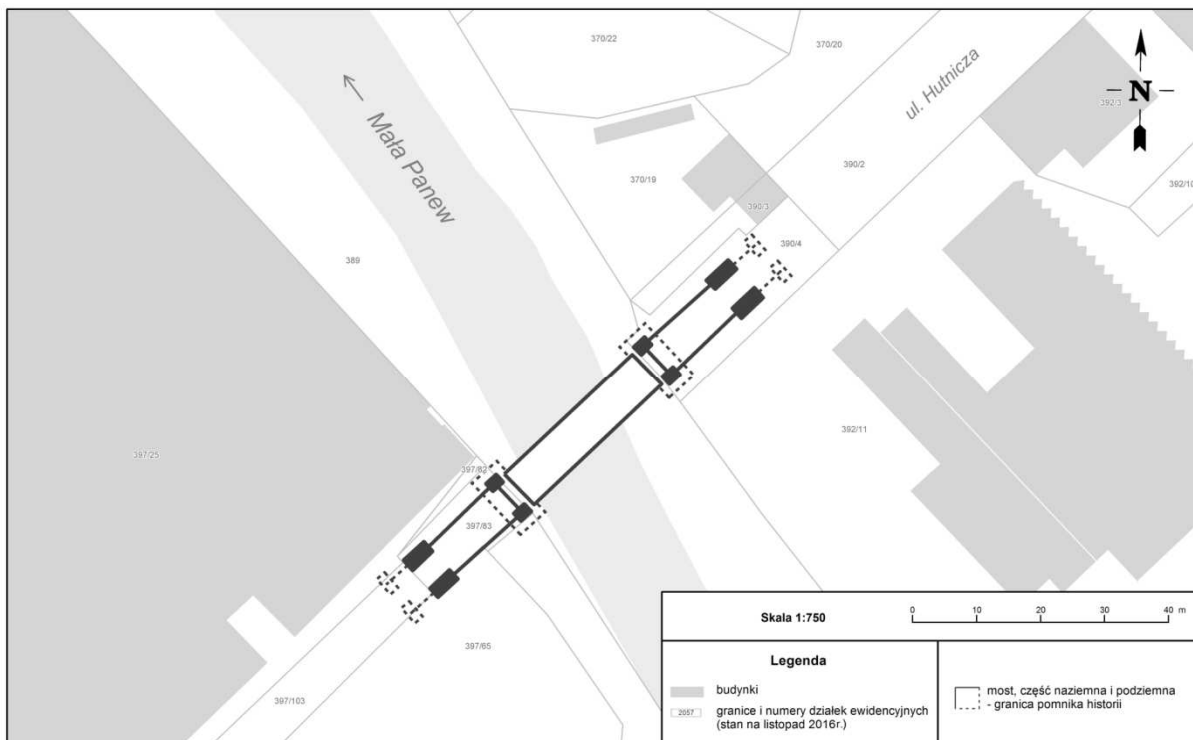 370/22
370/20
ul. Hutnicza
392/3
N
Mała Panew
370/19
390/2
392/10
390/3
390/4
389
392/11
397/25
397/62
397/83
397/65
397/103
Skala 1:750
0 10 20 30 40 m
Legenda
budynki
2057
granice i numery działek ewidencyjnych
(stan na listopad 2016r.)
most, część naziemna i podziemna
- granica pomnika historii